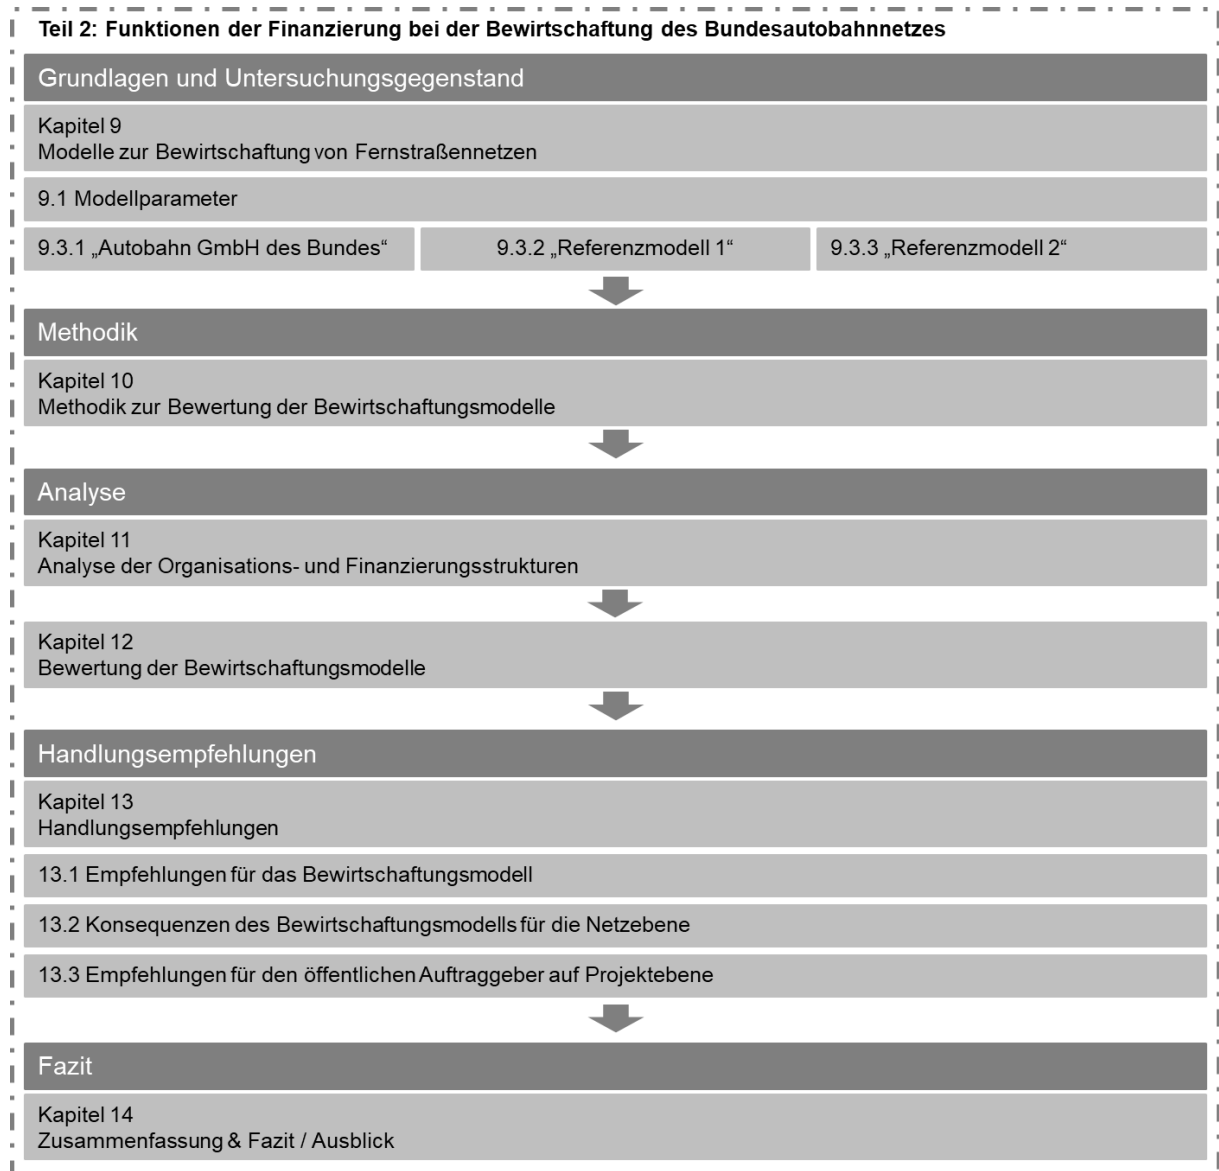 Teil 2: Funktionen der Finanzierung bei der Bewirtschaftung des Bundesautobahnnetzes
Grundlagen und Untersuchungsgegenstand
Kapitel 9
Modelle zur Bewirtschaftung von Fernstraßennetzen
9.1 Modellparameter
9.3.1 „Autobahn GmbH des Bundes“
9.3.2 „Referenzmodell 1“
9.3.3 „Referenzmodell 2“
Methodik
Kapitel 10
Methodik zur Bewertung der Bewirtschaftungsmodelle
Analyse
Kapitel 11
Analyse der Organisations- und Finanzierungsstrukturen
Kapitel 12
Bewertung der Bewirtschaftungsmodelle
Handlungsempfehlungen
Kapitel 13
Handlungsempfehlungen
13.1 Empfehlungen für das Bewirtschaftungsmodell
13.2 Konsequenzen des Bewirtschaftungsmodells für die Netzebene
13.3 Empfehlungen für den öffentlichen Auftraggeber auf Projektebene
Fazit
Kapitel 14
Zusammenfassung & Fazit / Ausblick